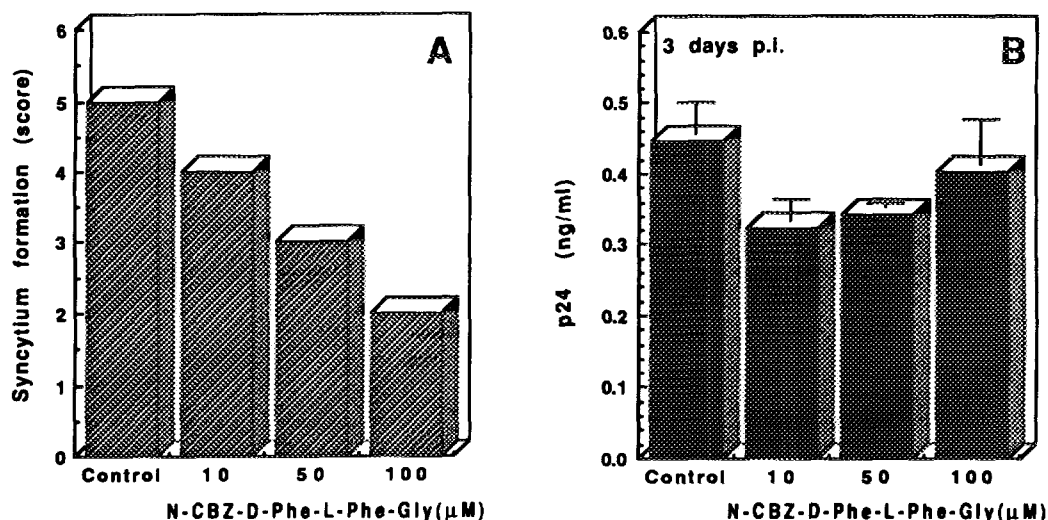 A
Syncytium formation (score)
6
5
4
3
2
1
0
Control 10 50 100
N-CBZ-D-Phe-L-Phe-Gly(μM)
B
3 days p.i.
p24 (ng/ml)
0.6
0.5
0.4
0.3
0.2
0.1
0.0
Control 10 50 100
N-CBZ-D-Phe-L-Phe-Gly(μM)